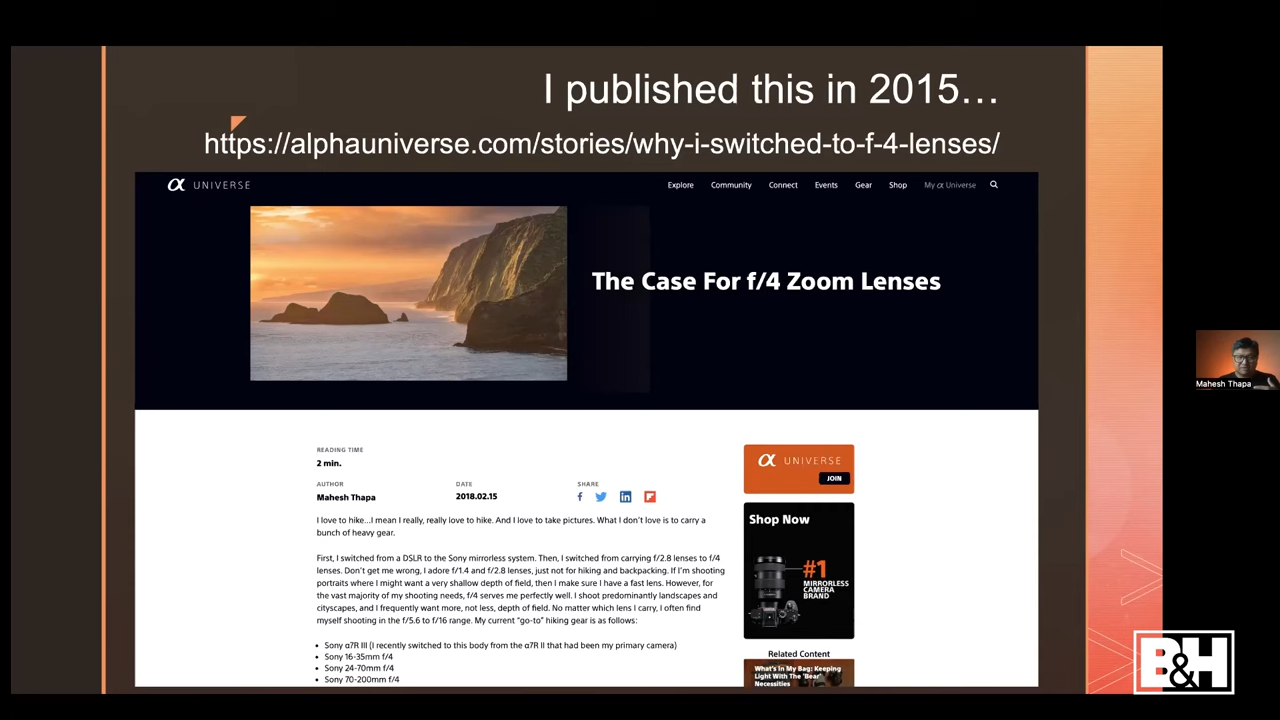 I published this in 2015…
https://alphauniverse.com/stories/why-i-switched-to-f-4-lenses/
α UNIVERSE
Explore Community Connect Events Gear Shop My α Universe
The Case For f/4 Zoom Lenses
Mahesh Thapa
READING TIME
2 min.
AUTHOR DATE SHARE
Mahesh Thapa 2018.02.15
I love to hike...I mean I really, really love to hike. And I love to take pictures. What I don't love is to carry a
bunch of heavy gear.
First, I switched from a DSLR to the Sony mirrorless system. Then, I switched from carrying f/2.8 lenses to f/4
lenses. Don't get me wrong, I adore f/1.4 and f/2.8 lenses, just not for hiking and backpacking. If I'm shooting
portraits where I might want a very shallow depth of field, then I make sure I have a fast lens. However, for
the vast majority of my shooting needs, f/4 serves me perfectly well. I shoot predominantly landscapes and
cityscapes, and I frequently want more, not less, depth of field. No matter which lens I carry, I often find
myself shooting in the f/5.6 to f/16 range. My current "go-to" hiking gear is as follows:
• Sony α7R III (I recently switched to this body from the α7R II that had been my primary camera)
• Sony 16-35mm f/4
• Sony 24-70mm f/4
• Sony 70-200mm f/4
α UNIVERSE
JOIN
Shop Now
#1
MIRRORLESS
CAMERA
BRAND
Related Content
What's In My Bag: Keeping
Light With The 'Bear'
Necessities
B&H